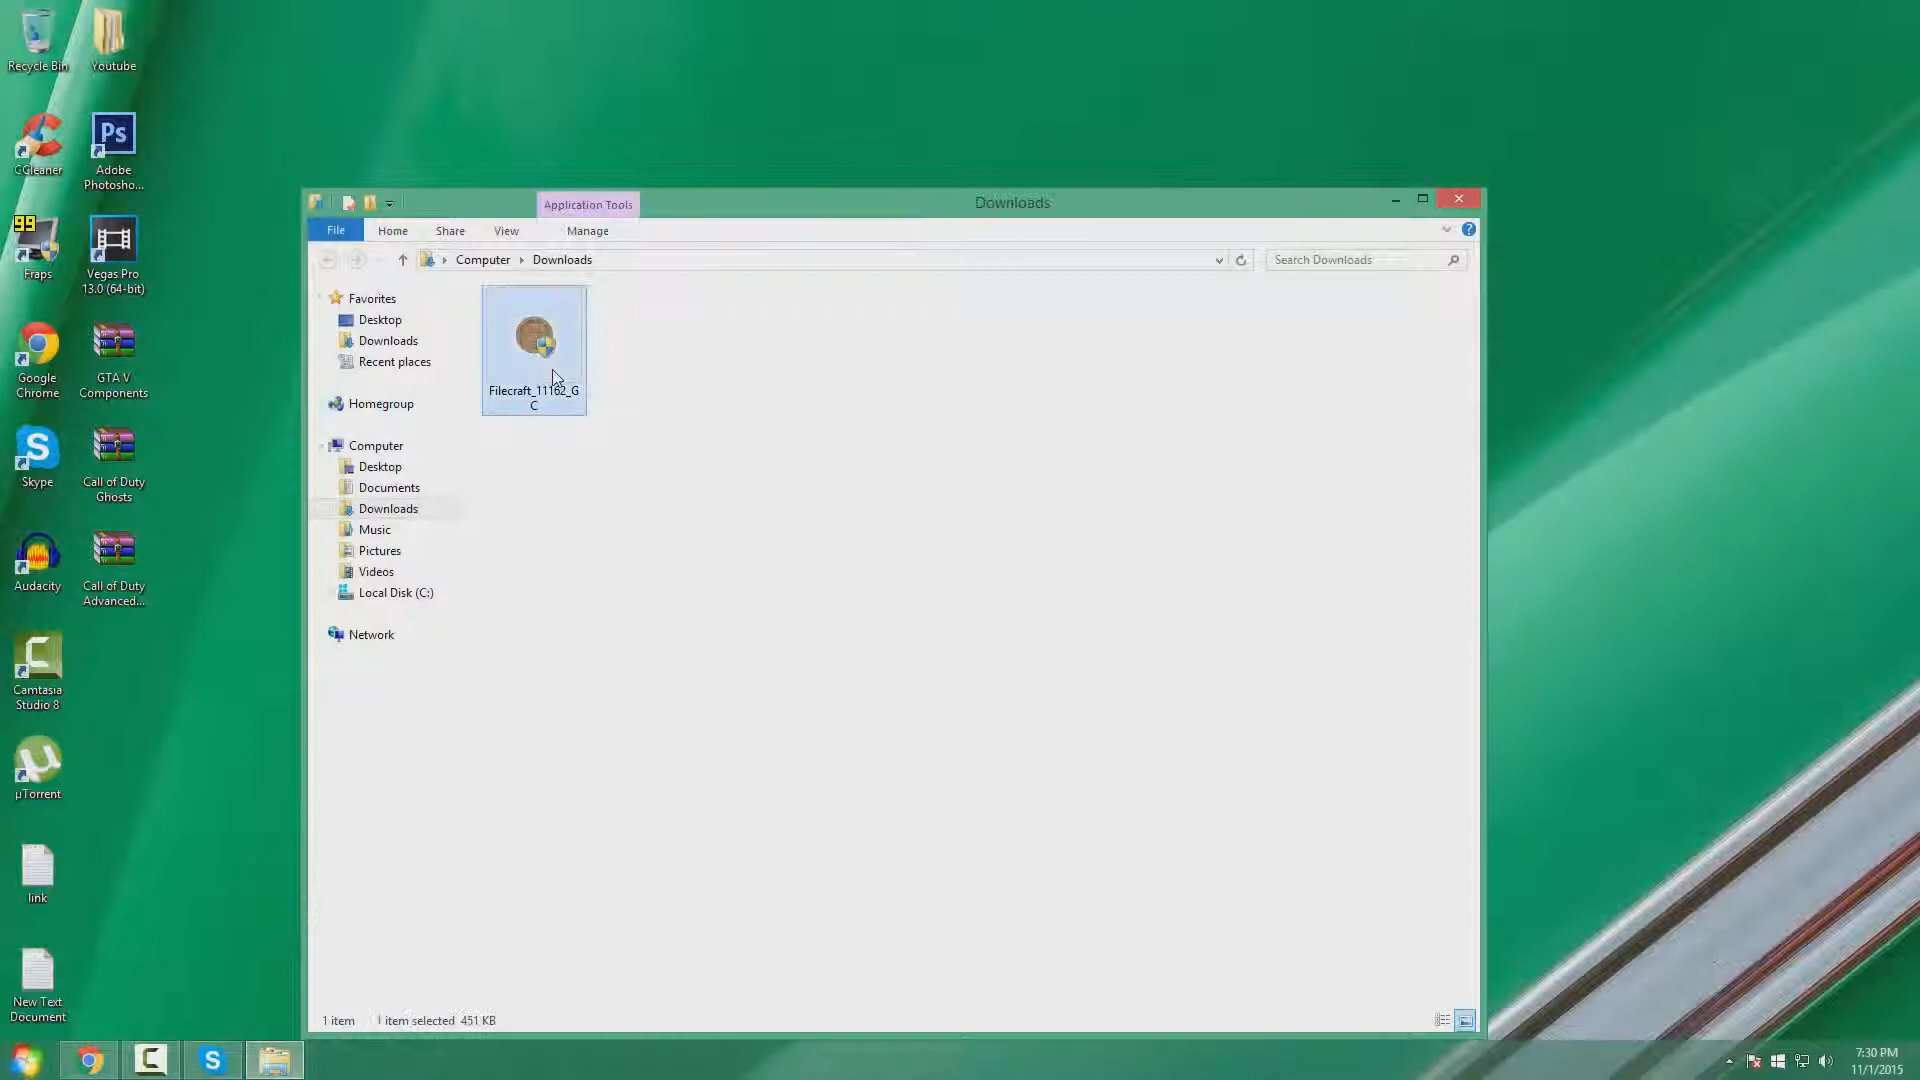 Recycle Bin
Youtube
CCleaner
Ps
Adobe
Photosho...
99
Fraps
Vegas Pro
13.0 (64-bit)
Google
Chrome
GTA V
Components
Skype
Call of Duty
Ghosts
Audacity
Call of Duty
Advanced...
Camtasia
Studio 8
µTorrent
link
New Text
Document
Application Tools
Downloads
File
Home
Share
View
Manage
Computer
Downloads
Search Downloads
Favorites
Desktop
Downloads
Recent places
Homegroup
Computer
Desktop
Documents
Downloads
Music
Pictures
Videos
Local Disk (C:)
Network
Filecraft_11162_G
C
1 item
1 item selected 451 KB
7:30 PM
11/1/2015